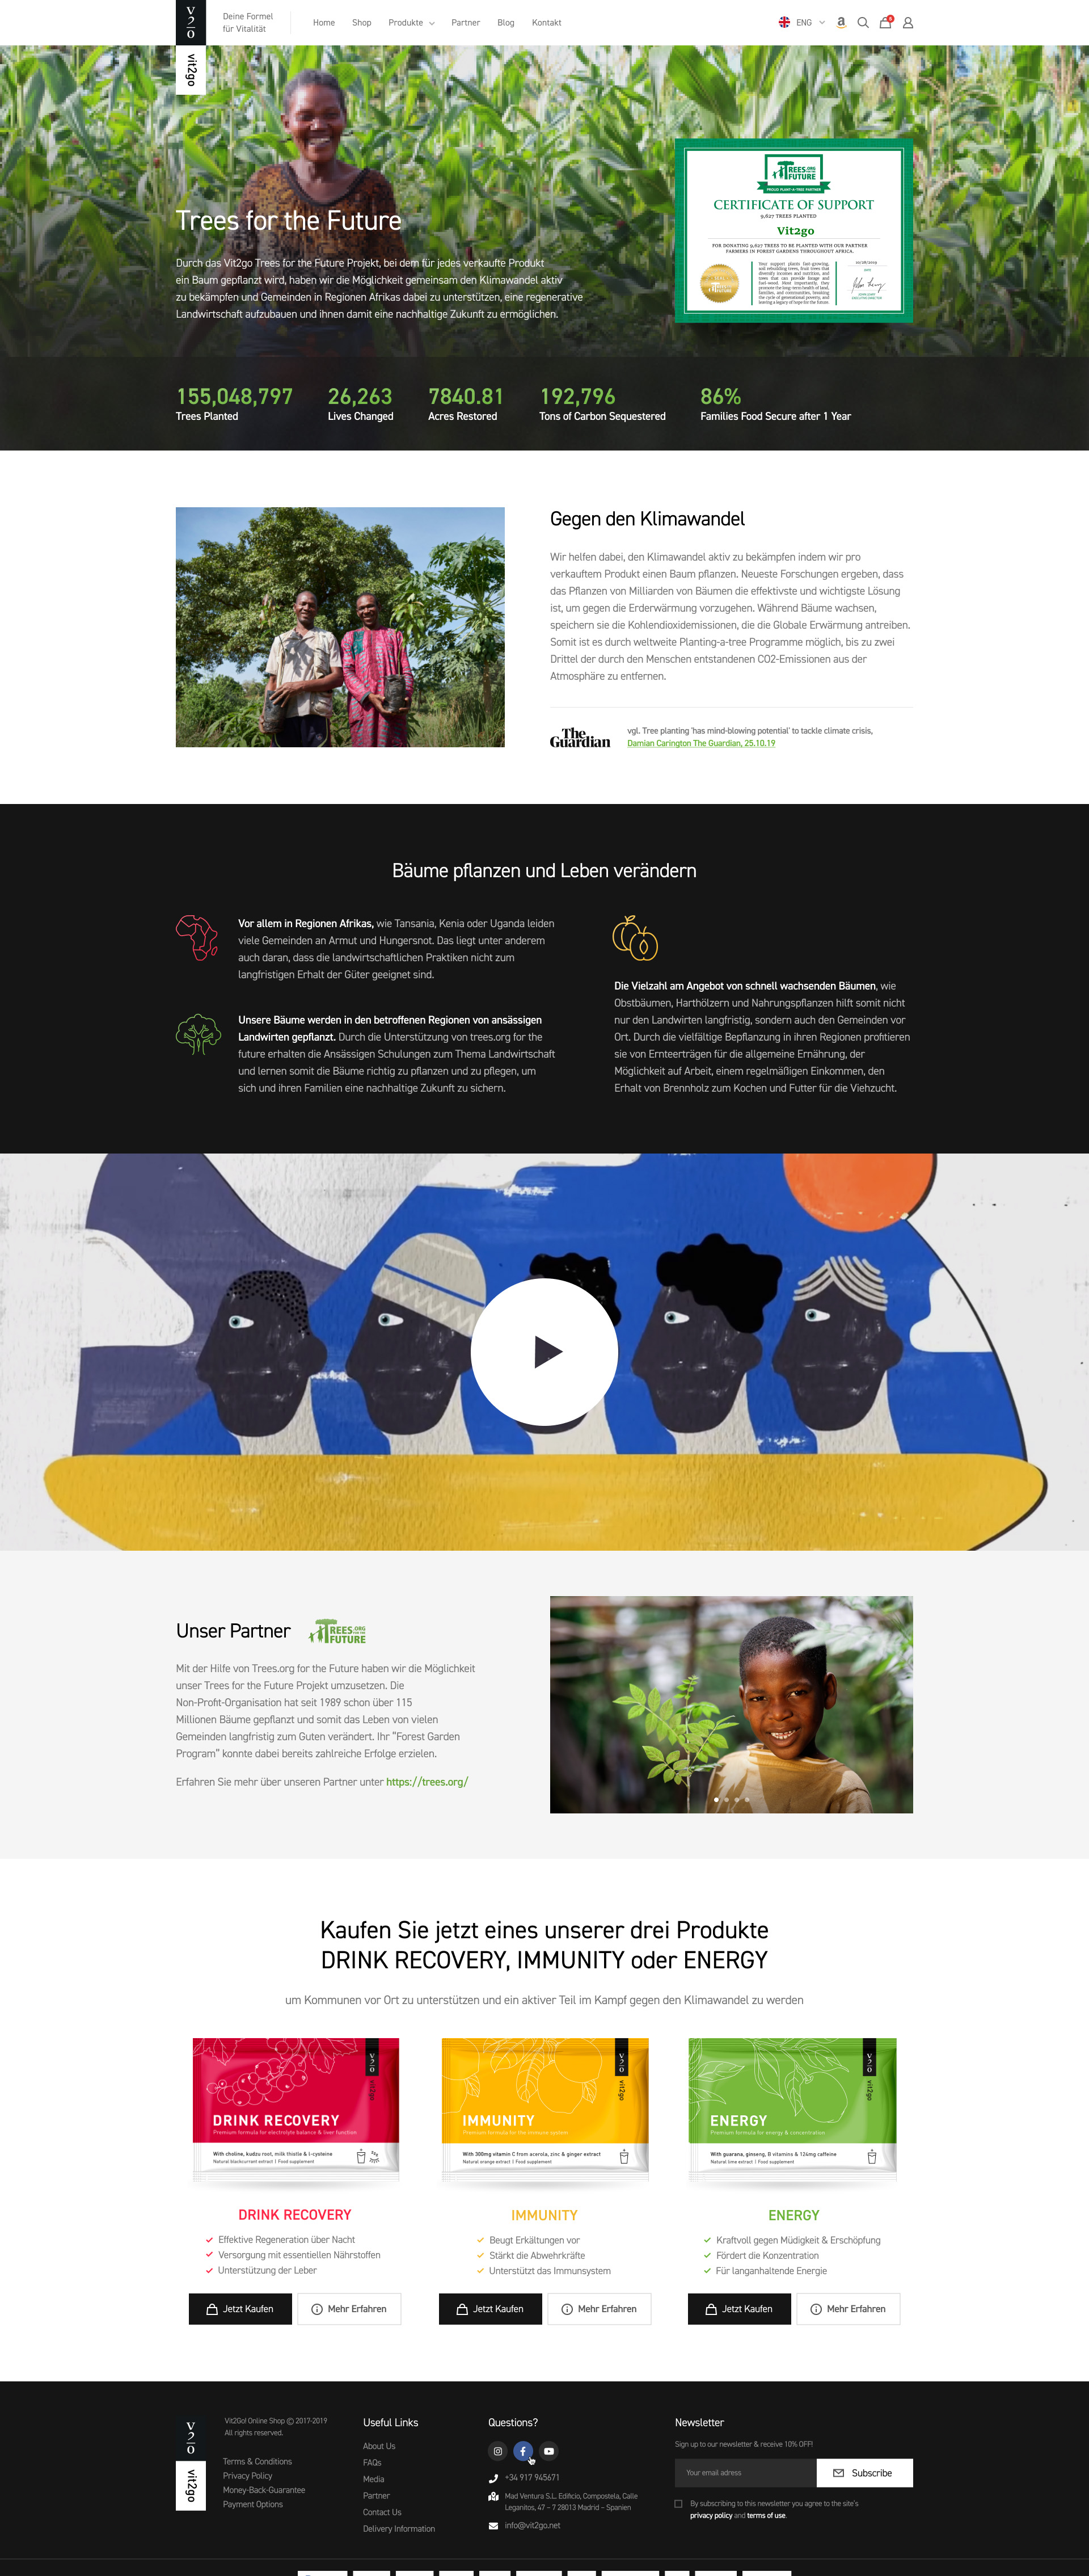 v2o
vit2go
Deine Formel
für Vitalität
Home
Shop
Produkte
Partner
Blog
Kontakt
ENG
Trees for the Future
Durch das Vit2go Trees for the Future Projekt, bei dem für jedes verkaufte Produkt
ein Baum gepflanzt wird, haben wir die Möglichkeit gemeinsam den Klimawandel aktiv
zu bekämpfen und Gemeinden in Regionen Afrikas dabei zu unterstützen, eine regenerative
Landwirtschaft aufzubauen und ihnen damit eine nachhaltige Zukunft zu ermöglichen.
TREES.ORG
FUTURE
PROUD PLANT-A-TREE PARTNER
CERTIFICATE OF SUPPORT
9,627 TREES PLANTED
Vit2go
FOR DONATING 9,627 TREES TO BE PLANTED WITH OUR PARTNER
FARMERS IN FOREST GARDENS THROUGHOUT AFRICA.
155,048,797
Trees Planted
26,263
Lives Changed
7840.81
Acres Restored
192,796
Tons of Carbon Sequestered
86%
Families Food Secure after 1 Year
Gegen den Klimawandel
Wir helfen dabei, den Klimawandel aktiv zu bekämpfen indem wir pro
verkauftem Produkt einen Baum pflanzen. Neueste Forschungen ergeben, dass
das Pflanzen von Milliarden von Bäumen die effektivste und wichtigste Lösung
ist, um gegen die Erderwärmung vorzugehen. Während Bäume wachsen,
speichern sie die Kohlendioxidemissionen, die die Globale Erwärmung antreiben.
Somit ist es durch weltweite Planting-a-tree Programme möglich, bis zu zwei
Drittel der durch den Menschen entstandenen CO2-Emissionen aus der
Atmosphäre zu entfernen.
The
Guardian
vgl. Tree planting 'has mind-blowing potential' to tackle climate crisis,
Damian Carington The Guardian, 25.10.19
Bäume pflanzen und Leben verändern
Vor allem in Regionen Afrikas, wie Tansania, Kenia oder Uganda leiden
viele Gemeinden an Armut und Hungersnot. Das liegt unter anderem
auch daran, dass die landwirtschaftlichen Praktiken nicht zum
langfristigen Erhalt der Güter geeignet sind.
Unsere Bäume werden in den betroffenen Regionen von ansässigen
Landwirten gepflanzt. Durch die Unterstützung von trees.org for the
future erhalten die Ansässigen Schulungen zum Thema Landwirtschaft
und lernen somit die Bäume richtig zu pflanzen und zu pflegen, um
sich und ihren Familien eine nachhaltige Zukunft zu sichern.
Die Vielzahl am Angebot von schnell wachsenden Bäumen, wie
Obstbäumen, Harthölzern und Nahrungspflanzen hilft somit nicht
nur den Landwirten langfristig, sondern auch den Gemeinden vor
Ort. Durch die vielfältige Bepflanzung in ihren Regionen profitieren
sie von Ernteerträgen für die allgemeine Ernährung, der
Möglichkeit auf Arbeit, einem regelmäßigen Einkommen, den
Erhalt von Brennholz zum Kochen und Futter für die Viehzucht.
Unser Partner
TREES.ORG
FUTURE
Mit der Hilfe von Trees.org for the Future haben wir die Möglichkeit
unser Trees for the Future Projekt umzusetzen. Die
Non-Profit-Organisation hat seit 1989 schon über 115
Millionen Bäume gepflanzt und somit das Leben von vielen
Gemeinden langfristig zum Guten verändert. Ihr "Forest Garden
Program" konnte dabei bereits zahlreiche Erfolge erzielen.
Erfahren Sie mehr über unseren Partner unter https://trees.org/
Kaufen Sie jetzt eines unserer drei Produkte
DRINK RECOVERY, IMMUNITY oder ENERGY
um Kommunen vor Ort zu unterstützen und ein aktiver Teil im Kampf gegen den Klimawandel zu werden
v2o
vit2go
DRINK RECOVERY
Premium formula for electrolyte balance & liver function
With choline, kudzu root, milk thistle & l-cysteine
Natural blackcurrant extract | Food supplement
v2o
vit2go
IMMUNITY
Premium formula for the immune system
With 300mg vitamin C from acerola, zinc & ginger extract
Natural orange extract | Food supplement
v2o
vit2go
ENERGY
Premium formula for energy & concentration
With guarana, ginseng, B vitamins & 124mg caffeine
Natural lime extract | Food supplement
DRINK RECOVERY
Effektive Regeneration über Nacht
Versorgung mit essentiellen Nährstoffen
Unterstützung der Leber
Jetzt Kaufen
Mehr Erfahren
IMMUNITY
Beugt Erkältungen vor
Stärkt die Abwehrkräfte
Unterstützt das Immunsystem
Jetzt Kaufen
Mehr Erfahren
ENERGY
Kraftvoll gegen Müdigkeit & Erschöpfung
Fördert die Konzentration
Für langanhaltende Energie
Jetzt Kaufen
Mehr Erfahren
v2o
vit2go
Vit2Go! Online Shop © 2017-2019
All rights reserved.
Terms & Conditions
Privacy Policy
Money-Back-Guarantee
Payment Options
Useful Links
About Us
FAQs
Media
Partner
Contact Us
Delivery Information
Questions?
+34 917 945671
Mad Ventura S.L. Edificio, Compostela, Calle
Leganitos, 47 – 7 28013 Madrid – Spanien
info@vit2go.net
Newsletter
Sign up to our newsletter & receive 10% OFF!
Your email adress
Subscribe
By subscribing to this newsletter you agree to the site's
privacy policy and terms of use.